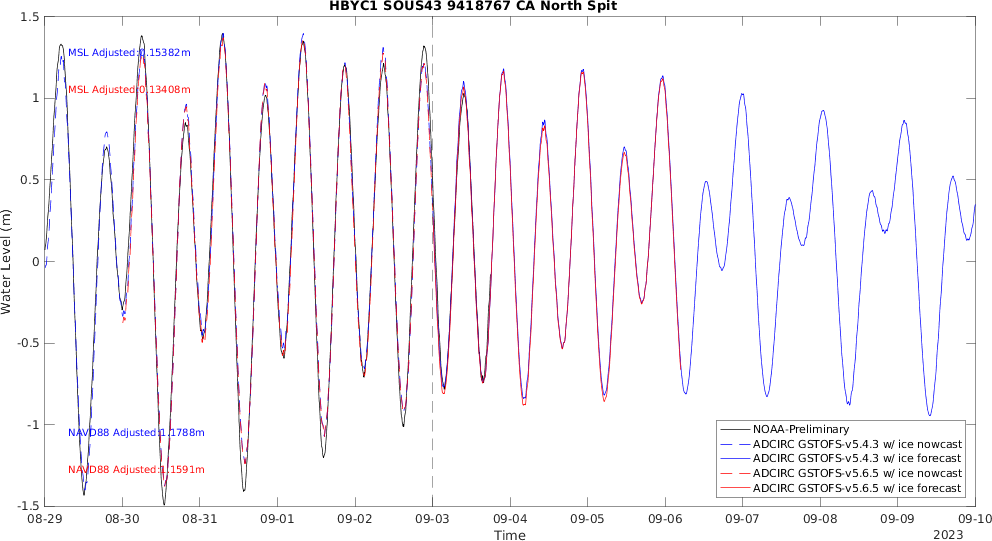 HBYC1 SOUS43 9418767 CA North Spit
1.5
1
0.5
0
-0.5
-1
-1.5
Water Level (m)
MSL Adjusted:0.15382m
MSL Adjusted:0.13408m
NAVD88 Adjusted:1.1788m
NAVD88 Adjusted:1.1591m
NOAA-Preliminary
ADCIRC GSTOFS-v5.4.3 w/ ice nowcast
ADCIRC GSTOFS-v5.4.3 w/ ice forecast
ADCIRC GSTOFS-v5.6.5 w/ ice nowcast
ADCIRC GSTOFS-v5.6.5 w/ ice forecast
08-29 08-30 08-31 09-01 09-02 09-03 09-04 09-05 09-06 09-07 09-08 09-09 09-10
Time
2023